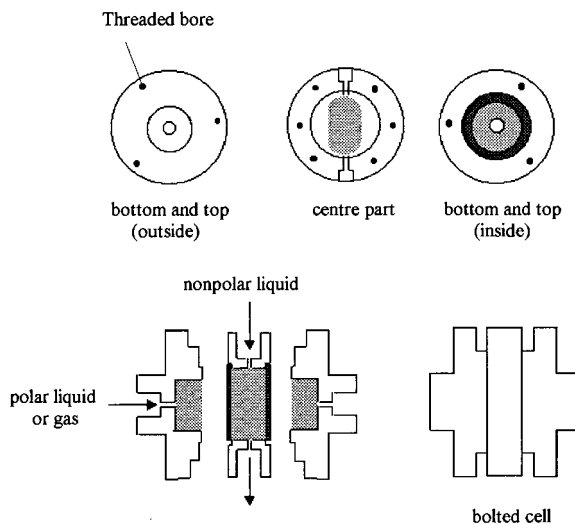 Threaded bore
bottom and top
(outside)
centre part
bottom and top
(inside)
nonpolar liquid
polar liquid
or gas
bolted cell